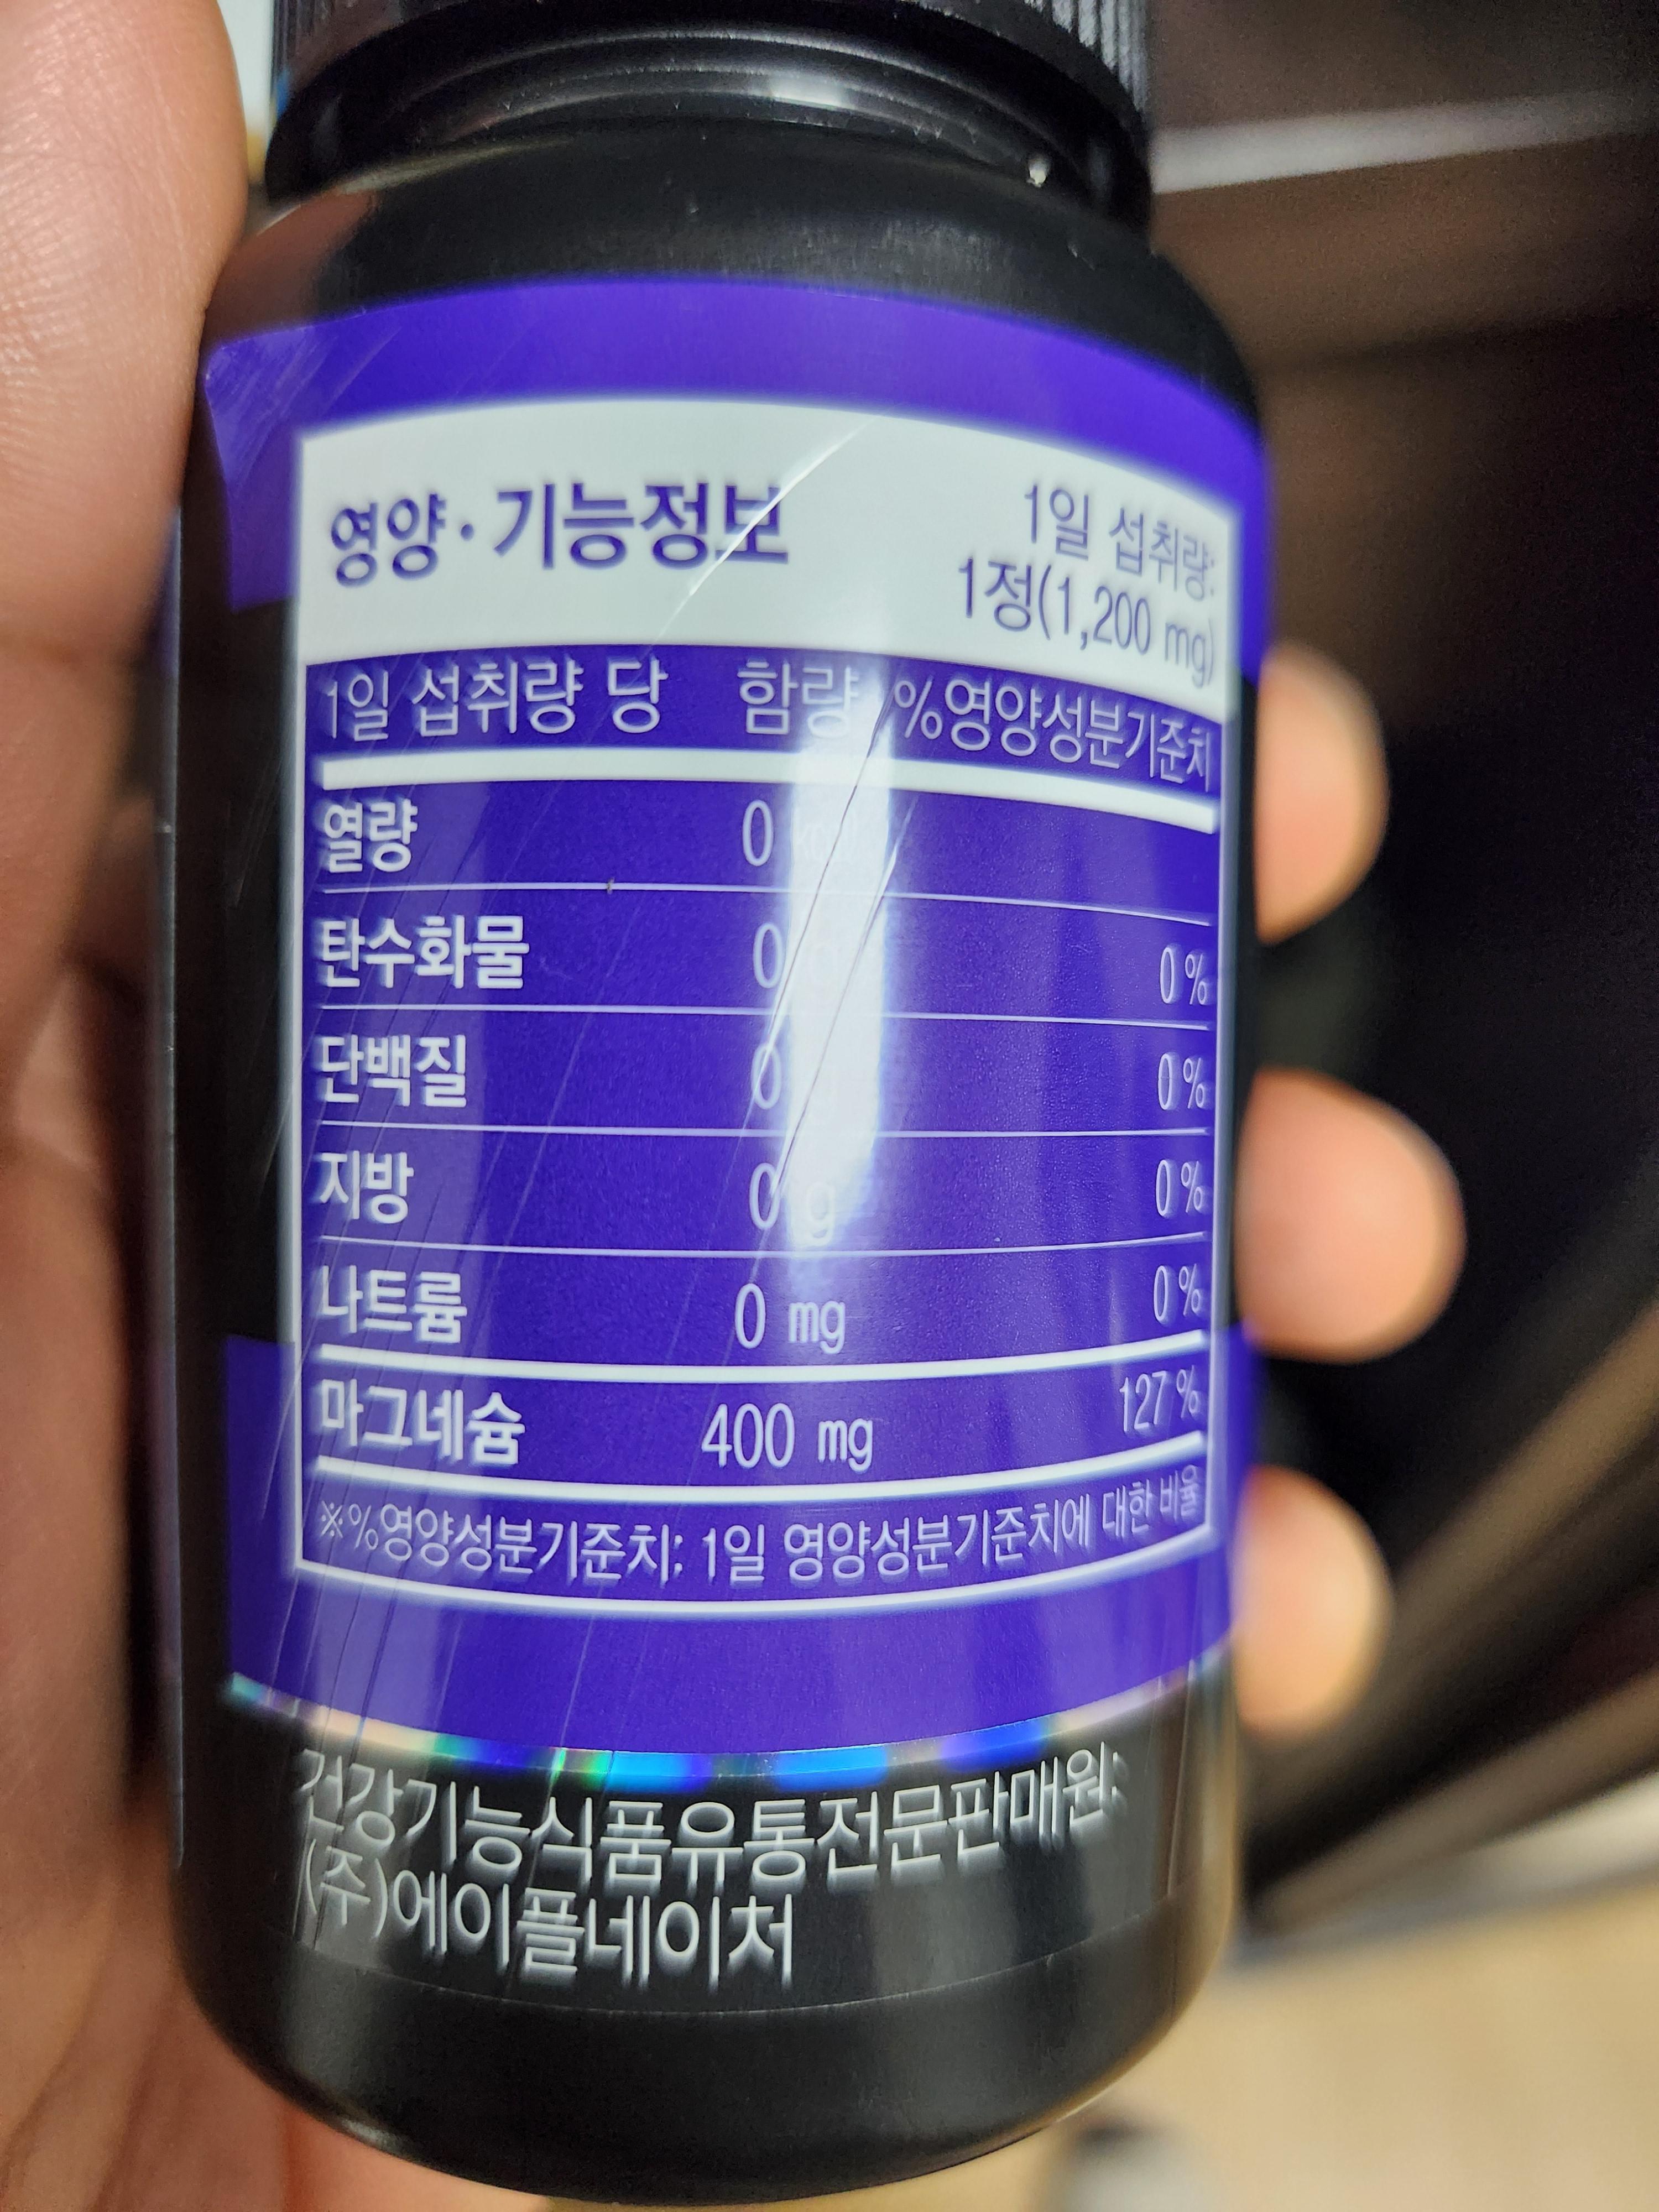 영양·기능정보
1일 섭취량:
1정(1,200 mg)
1일 섭취량 당 함량 %영양성분기준치
열량 0 kcal
탄수화물 0 g 0 %
단백질 0 g 0 %
지방 0 g 0 %
나트륨 0 mg 0 %
마그네슘 400 mg 127 %
※%영양성분기준치: 1일 영양성분기준치에 대한 비율
건강기능식품유통전문판매원:
(주)에이플네이처